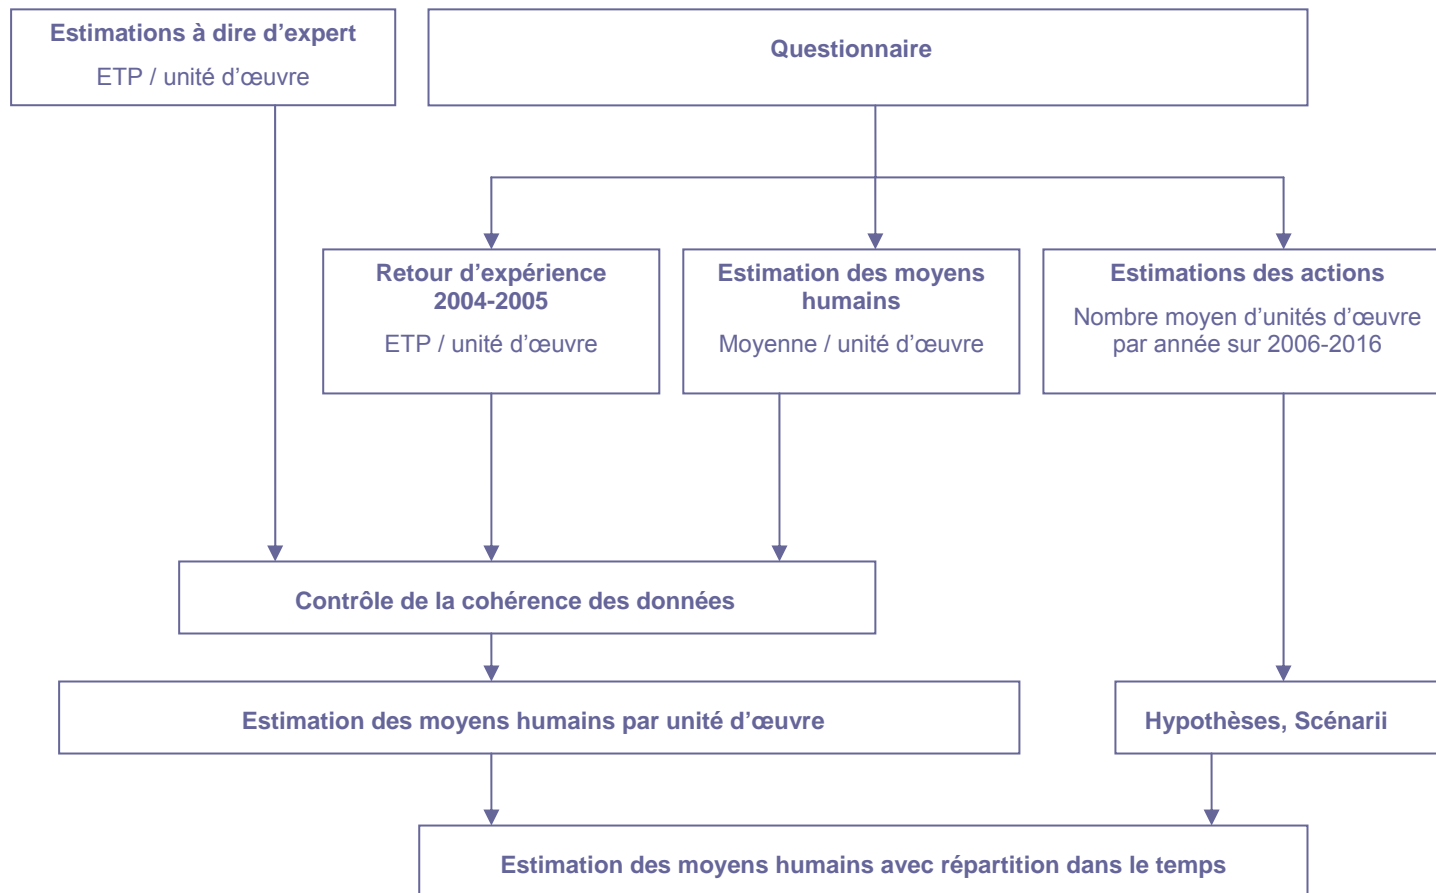 Estimations à dire d’expert
ETP / unité d’œuvre
Questionnaire
Retour d’expérience
2004-2005
ETP / unité d’œuvre
Estimation des moyens
humains
Moyenne / unité d’œuvre
Estimations des actions
Nombre moyen d’unités d’œuvre
par année sur 2006-2016
Contrôle de la cohérence des données
Estimation des moyens humains par unité d’œuvre
Hypothèses, Scénarii
Estimation des moyens humains avec répartition dans le temps